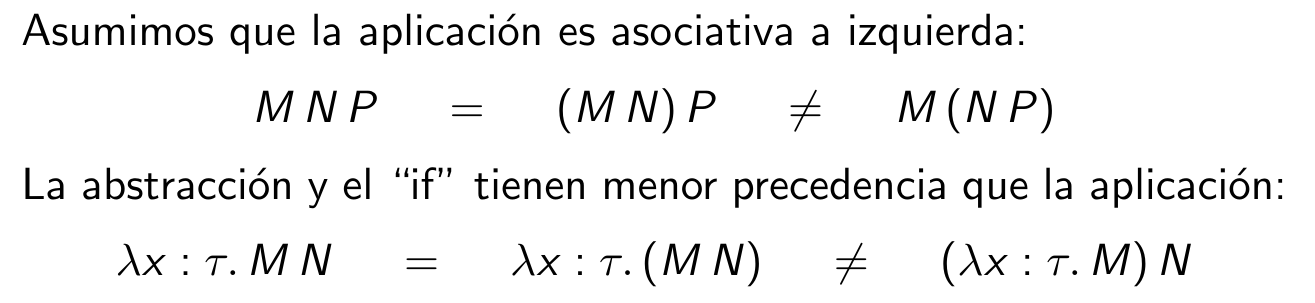 Asumimos que la aplicación es asociativa a izquierda:
M N P = (M N) P ≠ M (N P)
La abstracción y el “if” tienen menor precedencia que la aplicación:
λx : τ. M N = λx : τ. (M N) ≠ (λx : τ. M) N